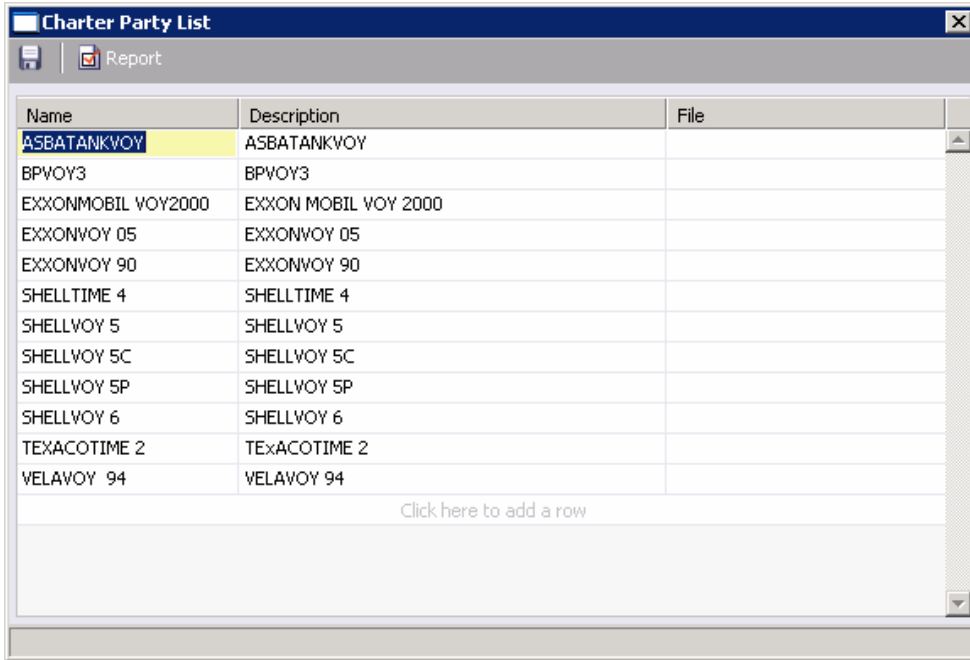 Charter Party List
Report
Name Description File
ASBATANKVOY ASBATANKVOY
BPVOY3 BPVOY3
EXXONMOBIL VOY2000 EXXON MOBIL VOY 2000
EXXONVOY 05 EXXONVOY 05
EXXONVOY 90 EXXONVOY 90
SHELLTIME 4 SHELLTIME 4
SHELLVOY 5 SHELLVOY 5
SHELLVOY 5C SHELLVOY 5C
SHELLVOY 5P SHELLVOY 5P
SHELLVOY 6 SHELLVOY 6
TEXACOTIME 2 TExACOTIME 2
VELAVOY  94 VELAVOY 94
Click here to add a row